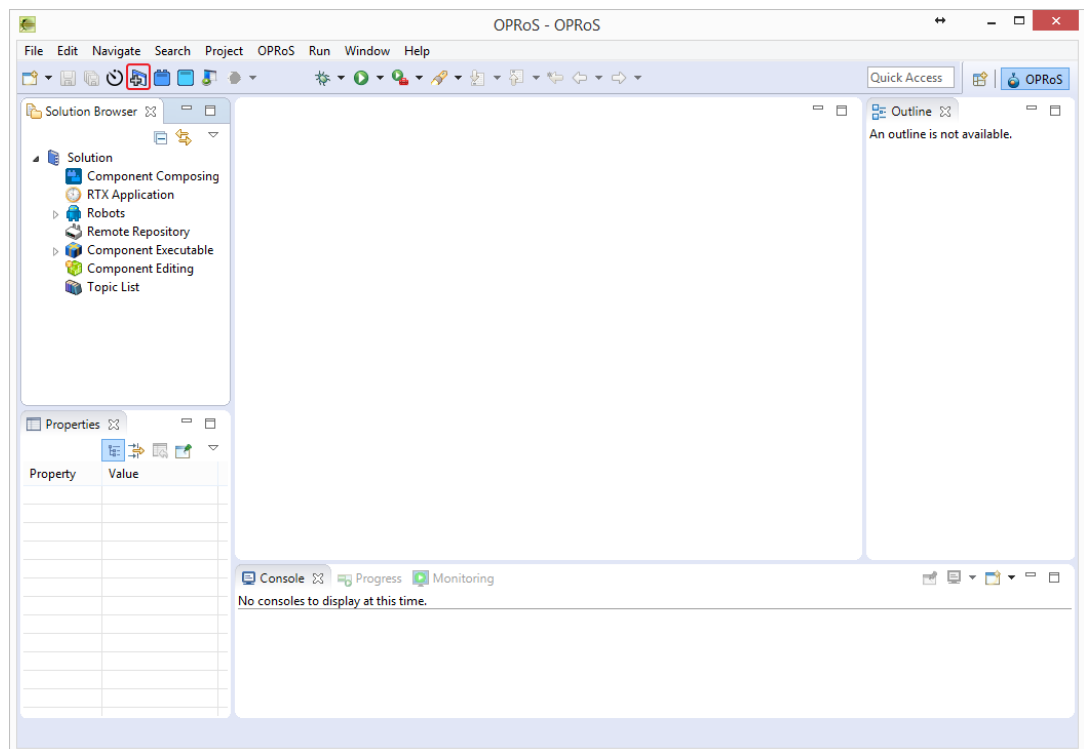 OPRoS - OPRoS
File Edit Navigate Search Project OPRoS Run Window Help
Quick Access
OPRoS
Solution Browser
Solution
Component Composing
RTX Application
Robots
Remote Repository
Component Executable
Component Editing
Topic List
Outline
An outline is not available.
Properties
Property Value
Console Progress Monitoring
No consoles to display at this time.